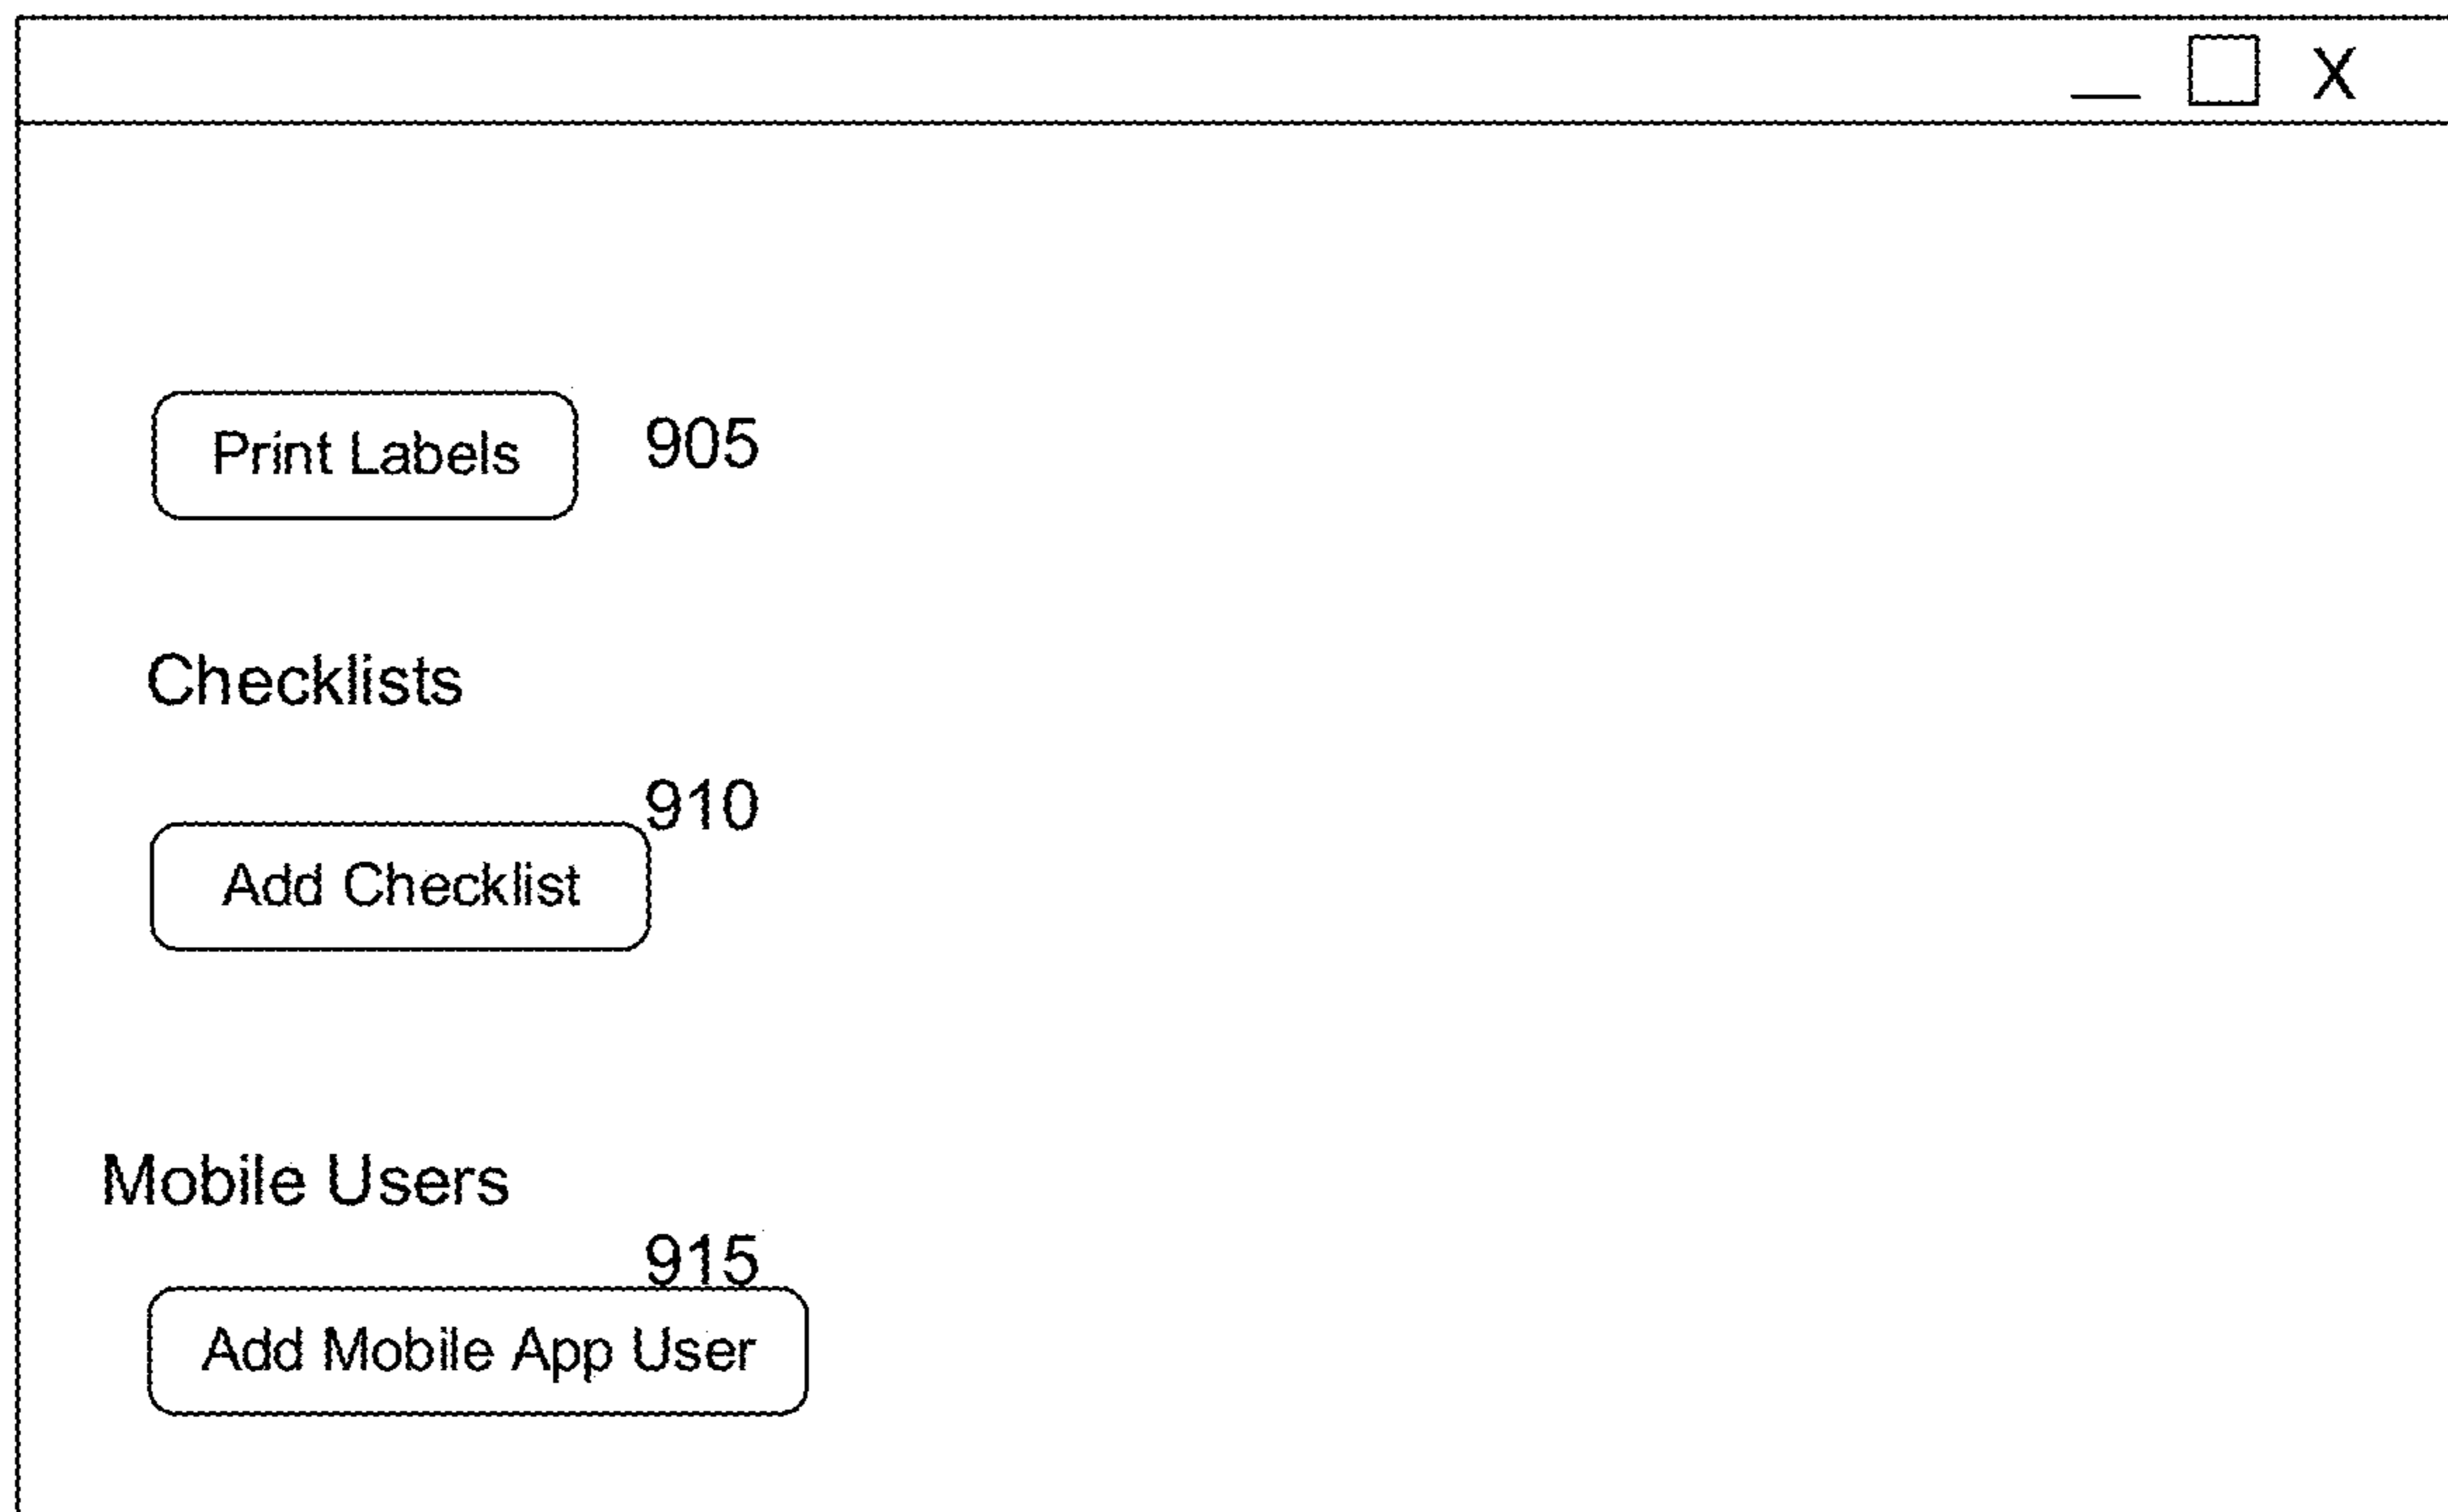 X
Print Labels 905
Checklists
910
Add Checklist
Mobile Users
915
Add Mobile App User